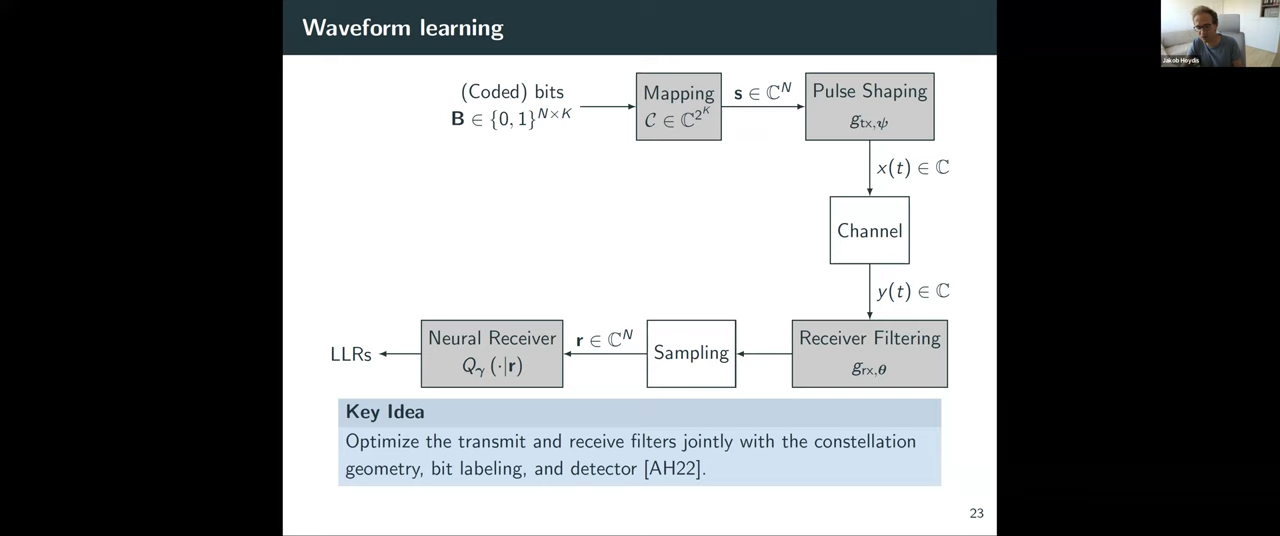 Waveform learning
Jakob Hoydis
(Coded) bits
B ∈ {0, 1}^{N×K}
Mapping
𝒞 ∈ ℂ^{2^K}
s ∈ ℂ^N
Pulse Shaping
g_{tx,ψ}
x(t) ∈ ℂ
Channel
y(t) ∈ ℂ
LLRs
Neural Receiver
Q_γ (·|r)
r ∈ ℂ^N
Sampling
Receiver Filtering
g_{rx,θ}
Key Idea
Optimize the transmit and receive filters jointly with the constellation
geometry, bit labeling, and detector [AH22].
23